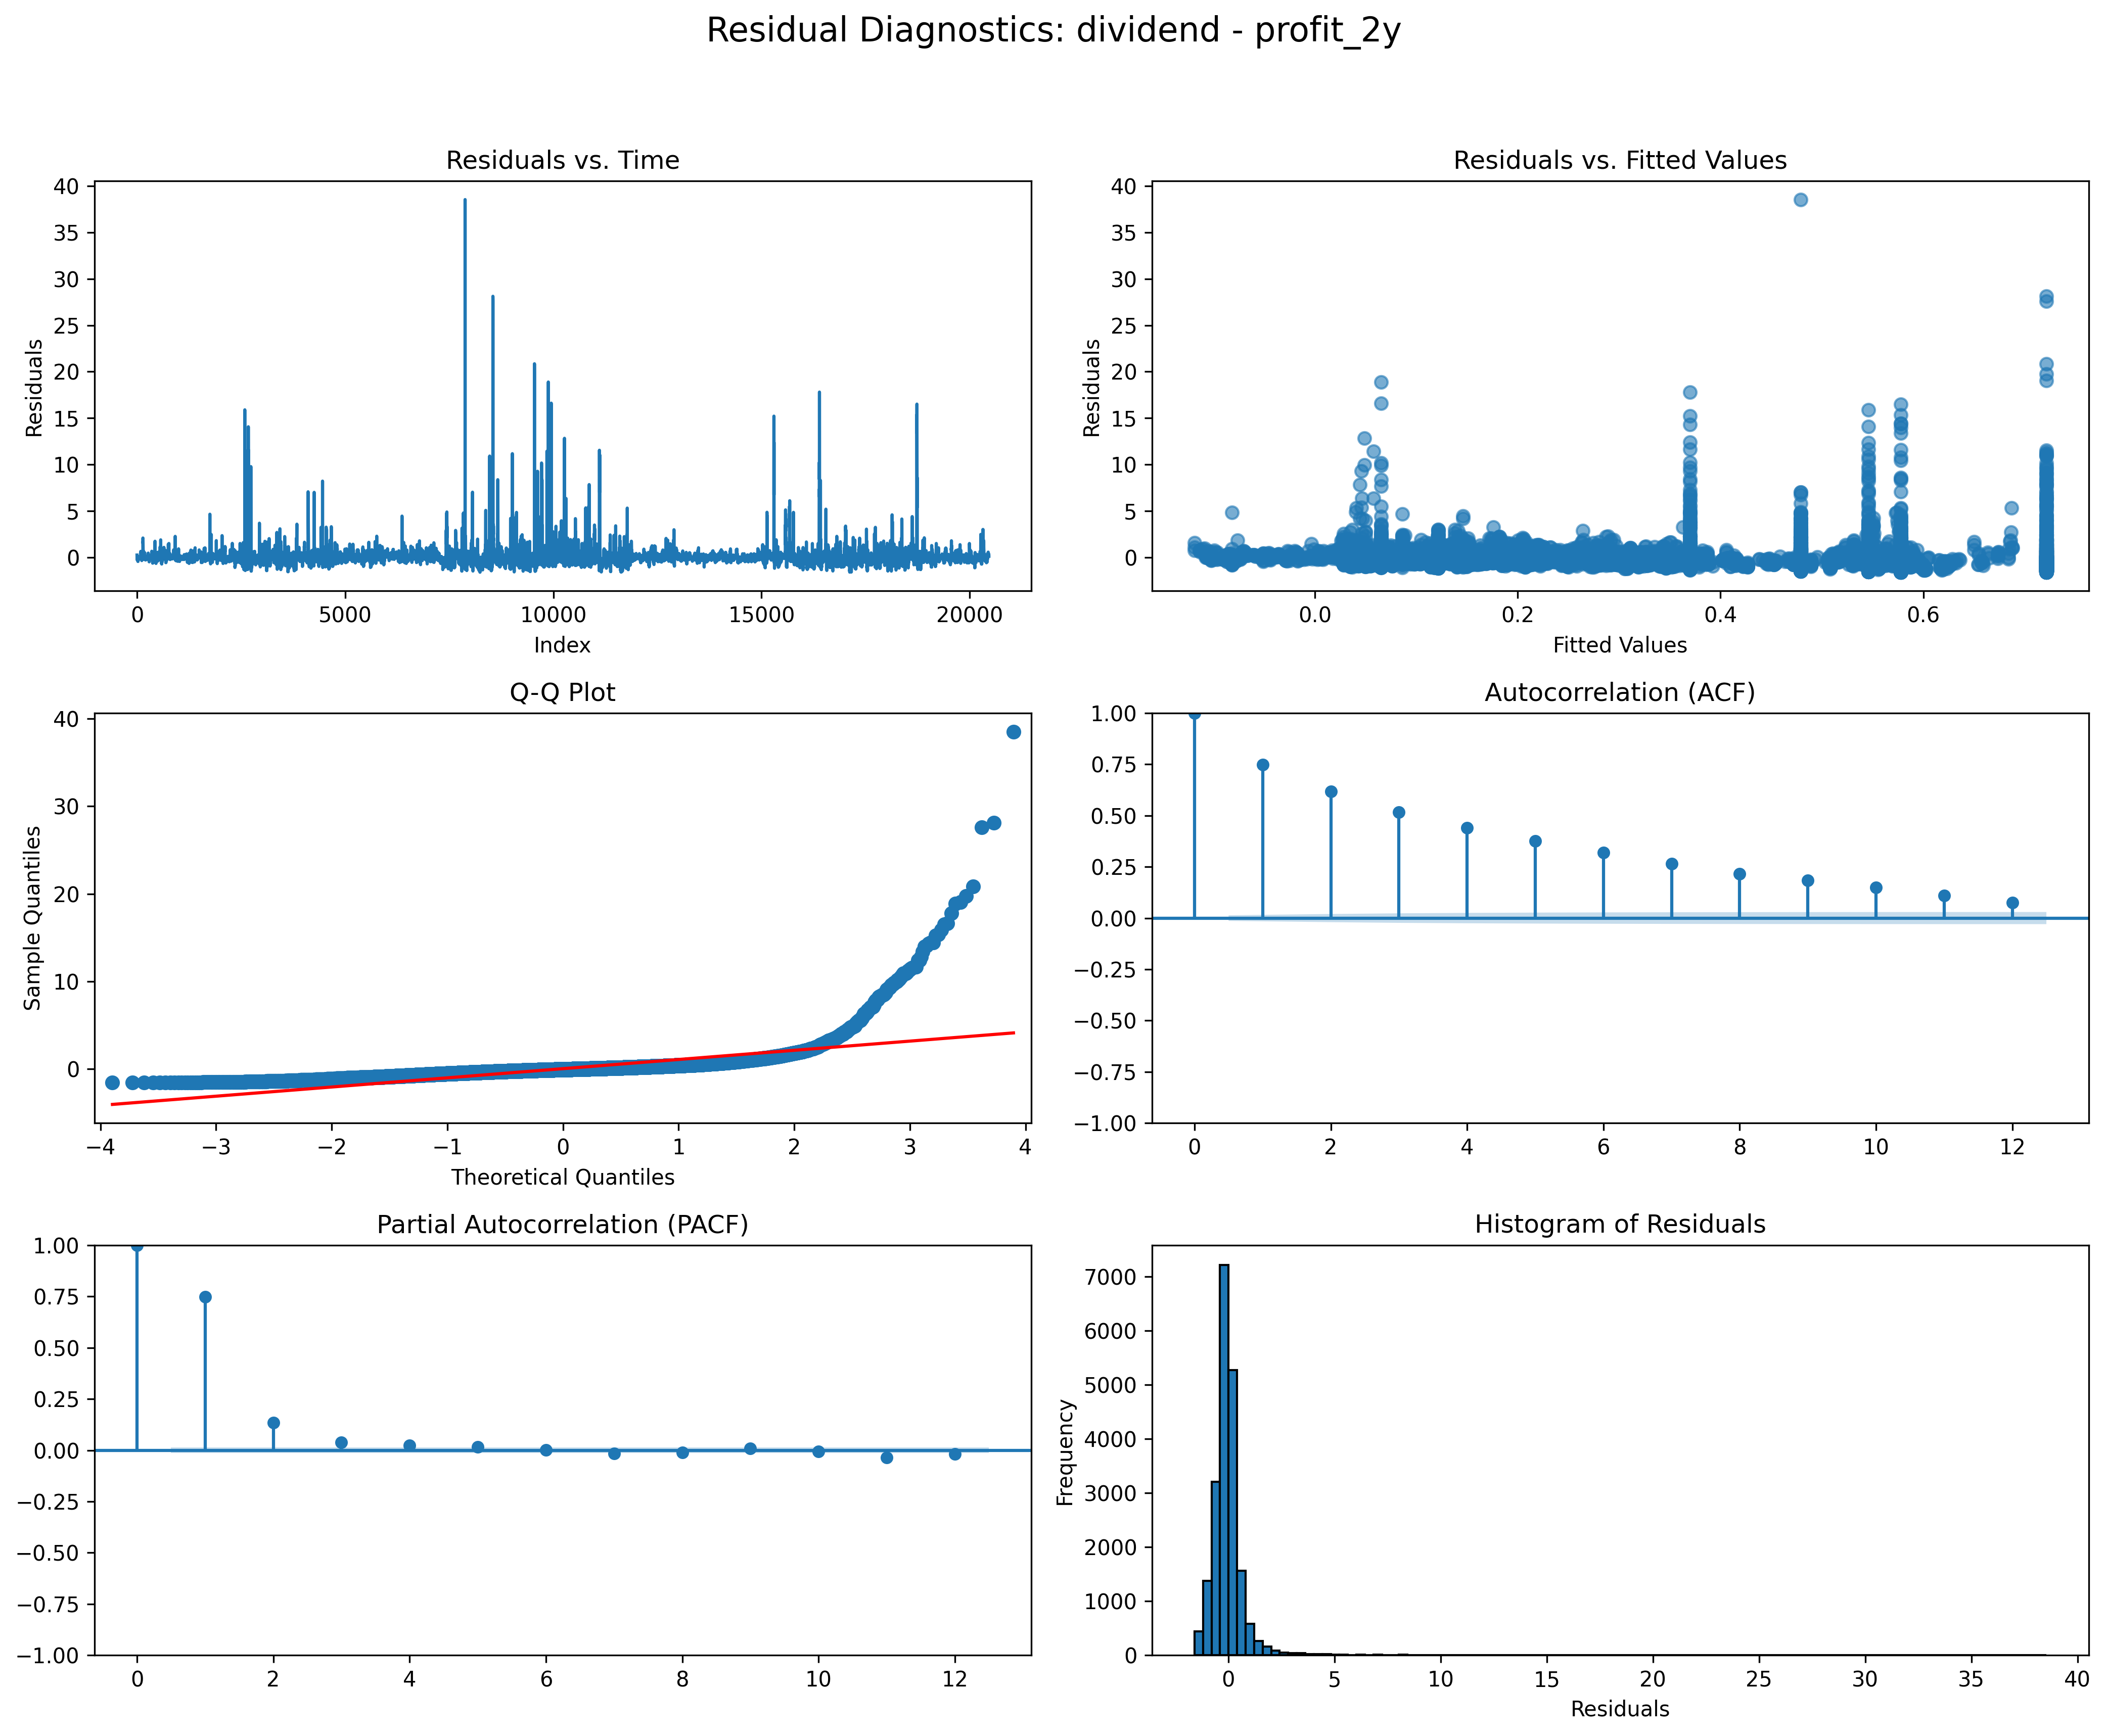 Residual Diagnostics: dividend - profit_2y
Residuals vs. Time
Residuals
40
35
30
25
20
15
10
5
0
0 5000 10000 15000 20000
Index
Residuals vs. Fitted Values
Residuals
40
35
30
25
20
15
10
5
0
0.0 0.2 0.4 0.6
Fitted Values
Q-Q Plot
Sample Quantiles
40
30
20
10
0
−4 −3 −2 −1 0 1 2 3 4
Theoretical Quantiles
Autocorrelation (ACF)
1.00
0.75
0.50
0.25
0.00
−0.25
−0.50
−0.75
−1.00
0 2 4 6 8 10 12
Partial Autocorrelation (PACF)
1.00
0.75
0.50
0.25
0.00
−0.25
−0.50
−0.75
−1.00
0 2 4 6 8 10 12
Histogram of Residuals
Frequency
7000
6000
5000
4000
3000
2000
1000
0
0 5 10 15 20 25 30 35 40
Residuals